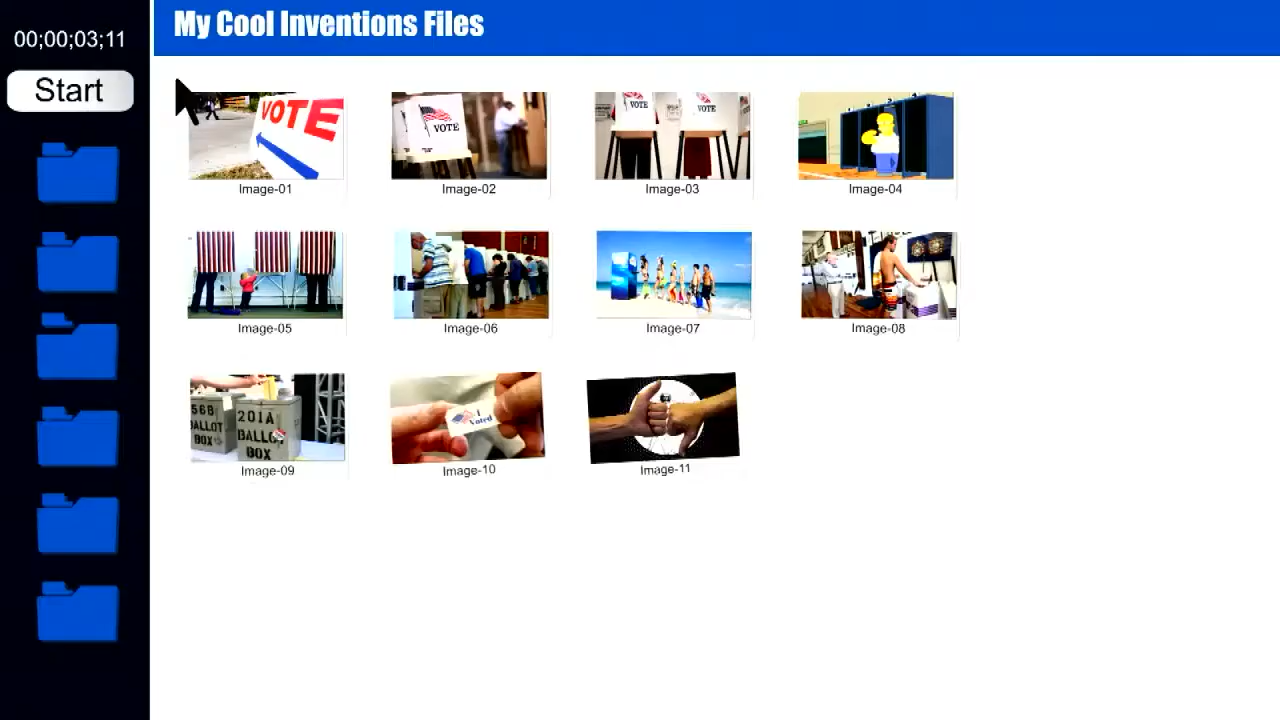 My Cool Inventions Files
00;00;03;11
Start
VOTE
Image-01
VOTE
Image-02
VOTE
VOTE
Image-03
Image-04
Image-05
Image-06
Image-07
Image-08
56B
BALLOT
BOX
201A
BALLOT
BOX
Image-09
I
Voted
Image-10
Image-11